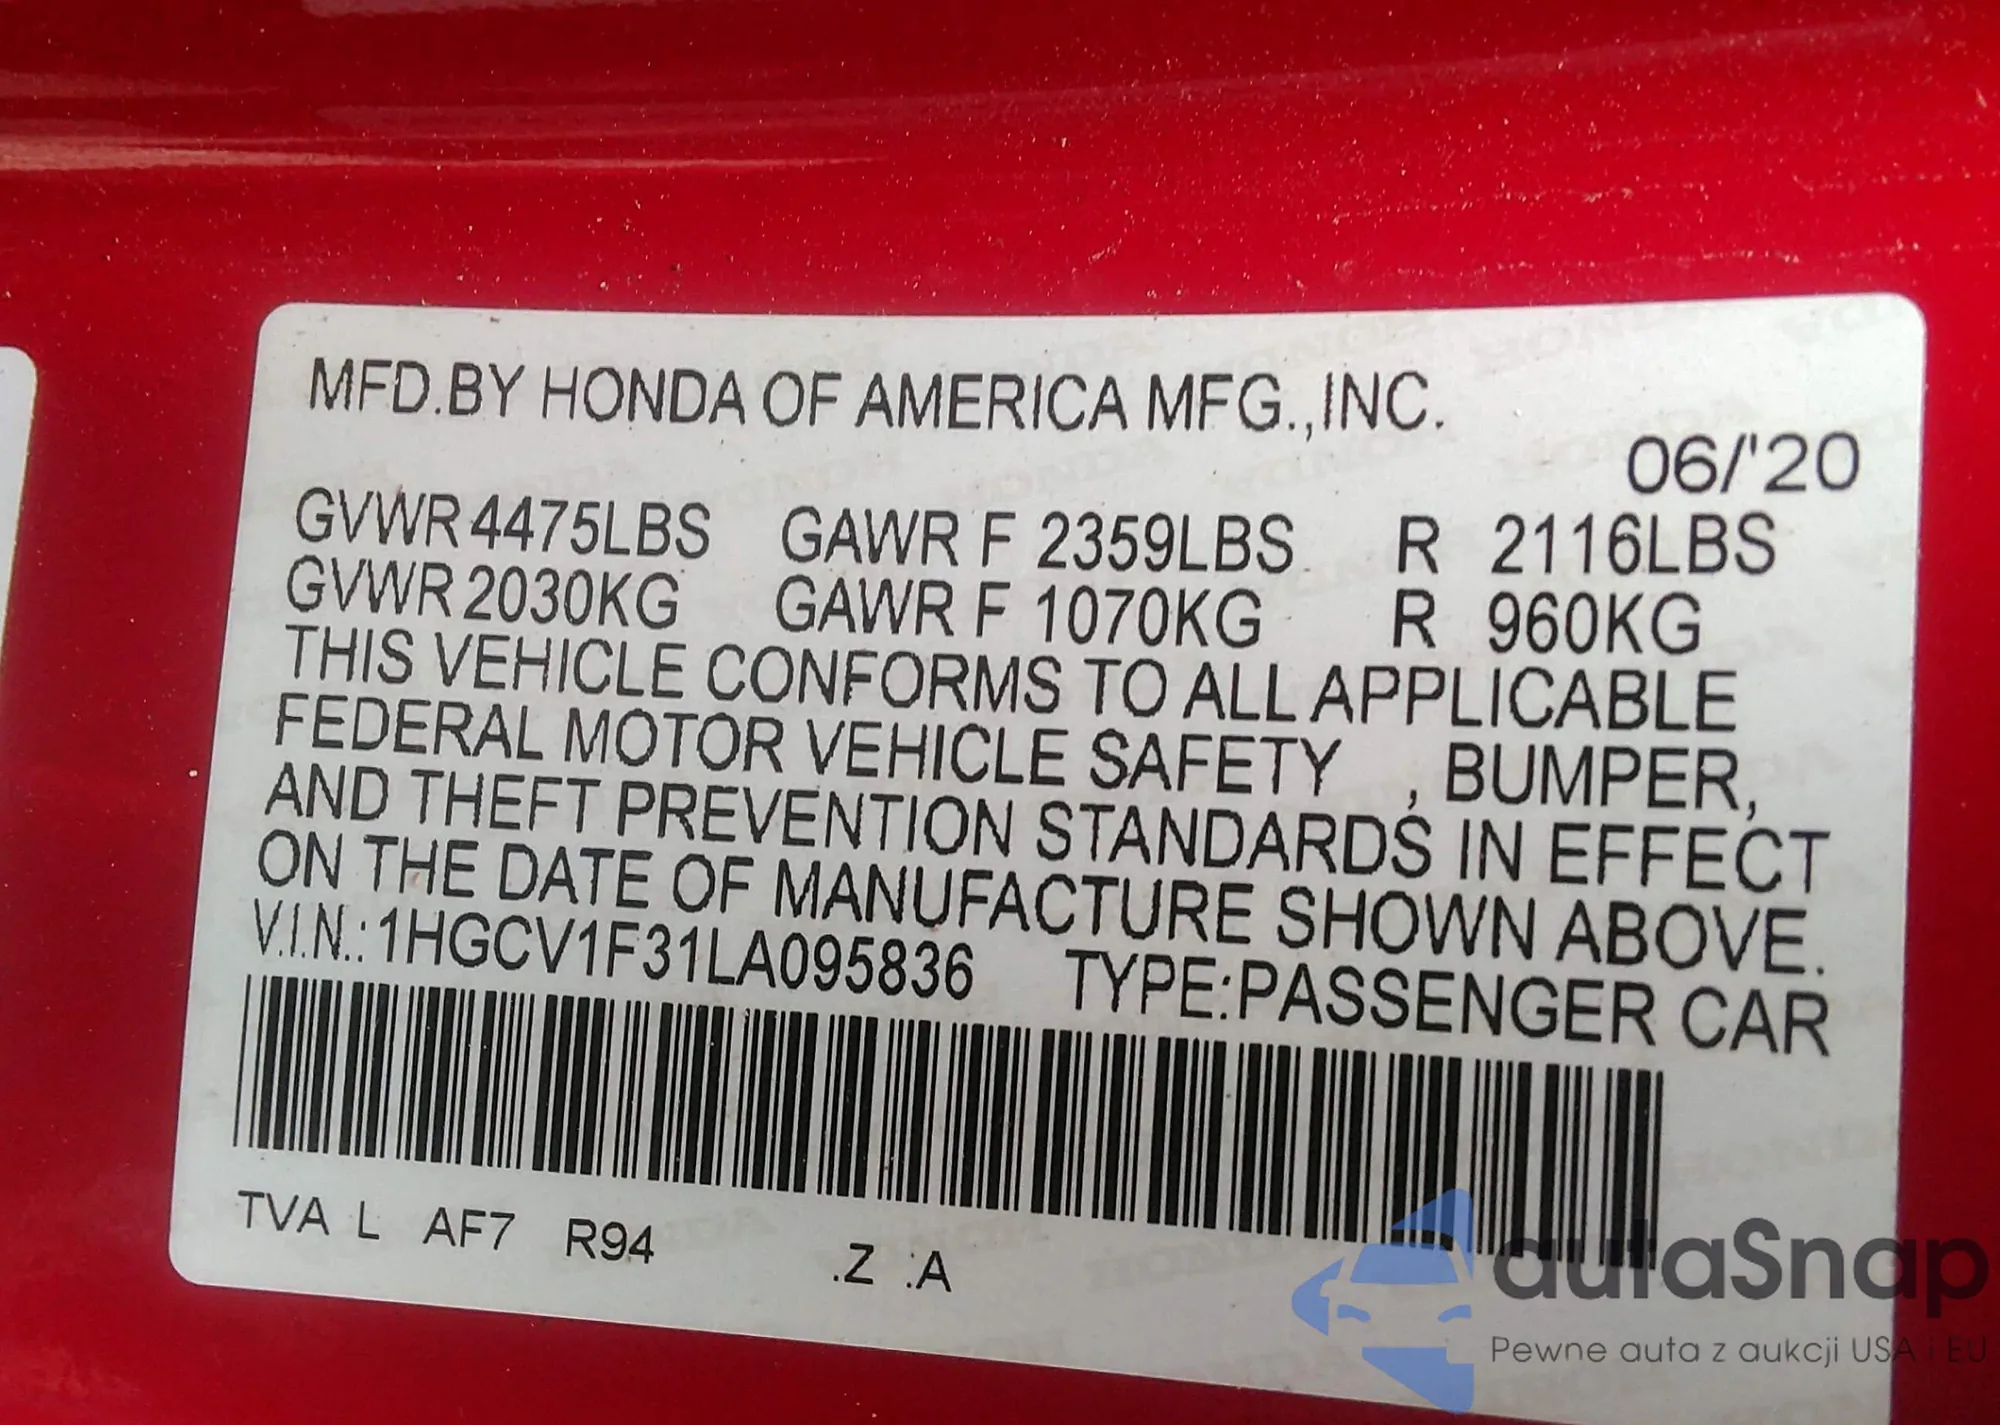 MFD.BY HONDA OF AMERICA MFG.,INC.
06/'20
GVWR 4475LBS GAWR F 2359LBS R 2116LBS
GVWR 2030KG GAWR F 1070KG R 960KG
THIS VEHICLE CONFORMS TO ALL APPLICABLE
FEDERAL MOTOR VEHICLE SAFETY , BUMPER,
AND THEFT PREVENTION STANDARDS IN EFFECT
ON THE DATE OF MANUFACTURE SHOWN ABOVE.
V.I.N.:1HGCV1F31LA095836 TYPE:PASSENGER CAR
TVA L AF7 R94 .Z :A
autaSnap
Pewne auta z aukcji USA i EU